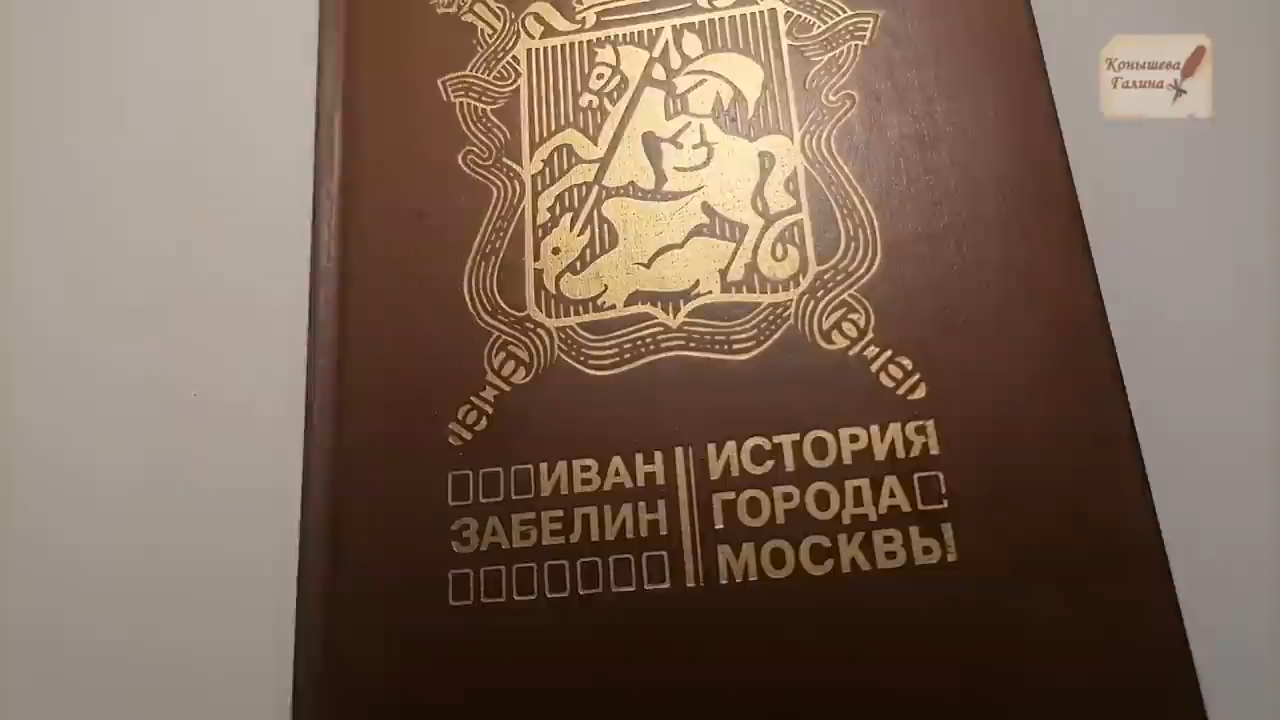 Конышева
Галина
ИВАН
ЗАБЕЛИН
ИСТОРИЯ
ГОРОДА
МОСКВЫ